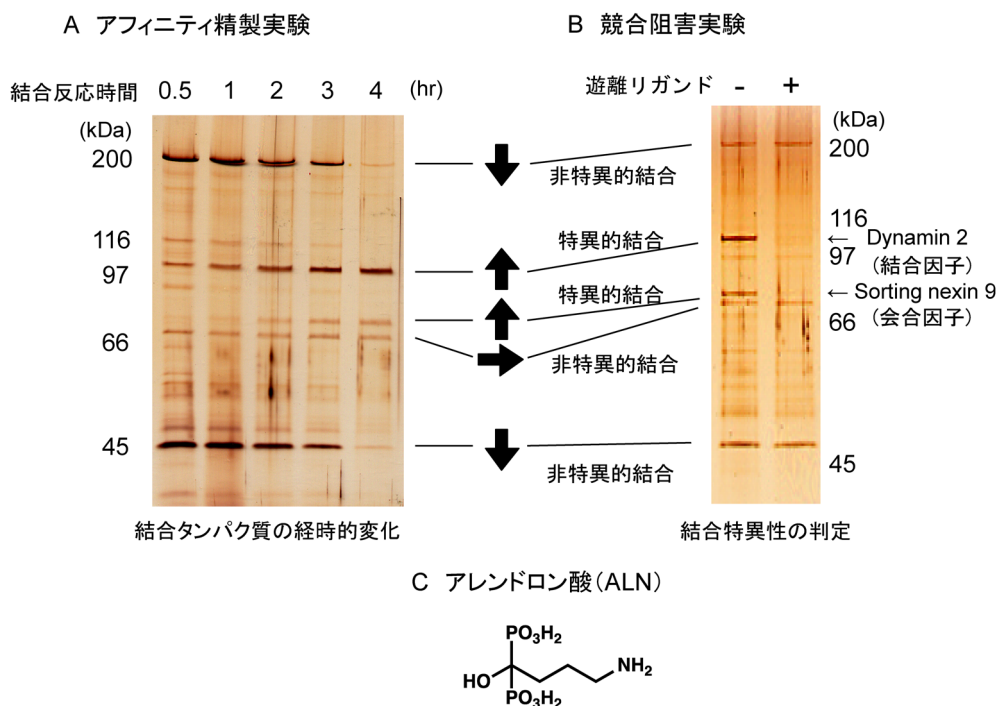 A アフィニティ精製実験
B 競合阻害実験
結合反応時間 0.5 1 2 3 4 (hr)
遊離リガンド - +
(kDa)
200
116
97
66
45
非特異的結合
特異的結合
特異的結合
非特異的結合
非特異的結合
(kDa)
200
116
97
← Dynamin 2
(結合因子)
← Sorting nexin 9
(会合因子)
66
45
結合タンパク質の経時的変化
結合特異性の判定
C アレンドロン酸(ALN)
PO₃H₂
HO
NH₂
PO₃H₂